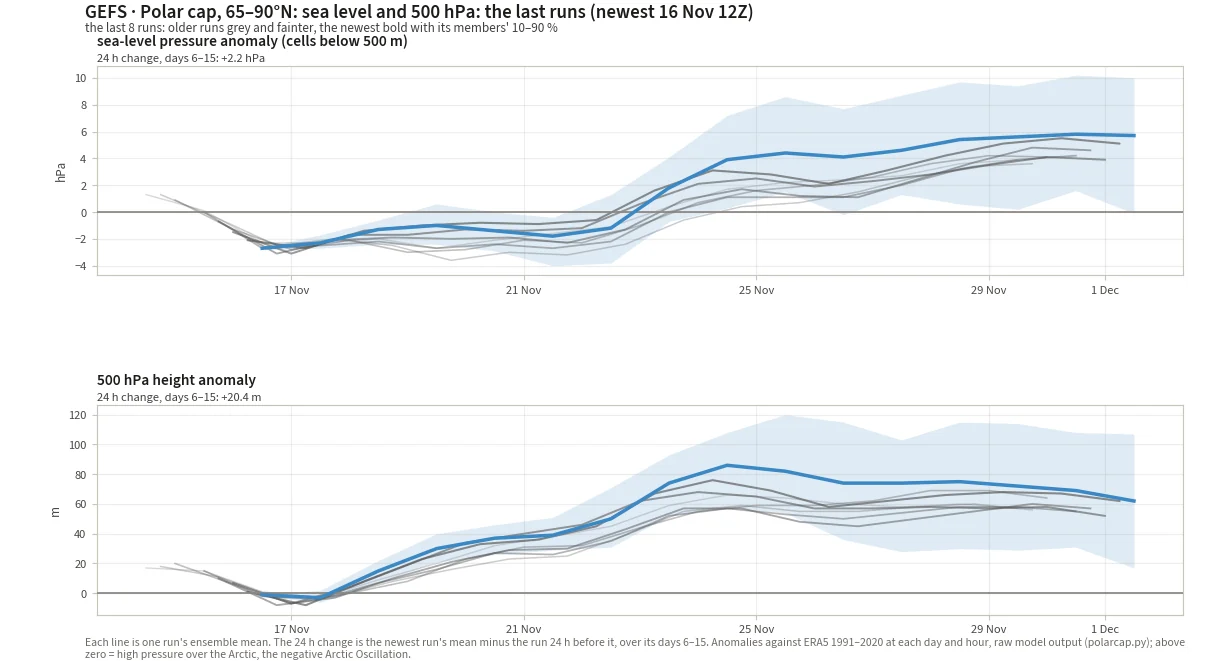 GEFS · Polar cap, 65–90°N: sea level and 500 hPa: the last runs (newest 16 Nov 12Z)
the last 8 runs: older runs grey and fainter, the newest bold with its members' 10–90 %
sea-level pressure anomaly (cells below 500 m)
24 h change, days 6–15: +2.2 hPa
10
8
6
4
2
0
−2
−4
hPa
17 Nov 21 Nov 25 Nov 29 Nov 1 Dec
500 hPa height anomaly
24 h change, days 6–15: +20.4 m
120
100
80
60
40
20
0
m
17 Nov 21 Nov 25 Nov 29 Nov 1 Dec
Each line is one run's ensemble mean. The 24 h change is the newest run's mean minus the run 24 h before it, over its days 6–15. Anomalies against ERA5 1991–2020 at each day and hour, raw model output (polarcap.py); above
zero = high pressure over the Arctic, the negative Arctic Oscillation.